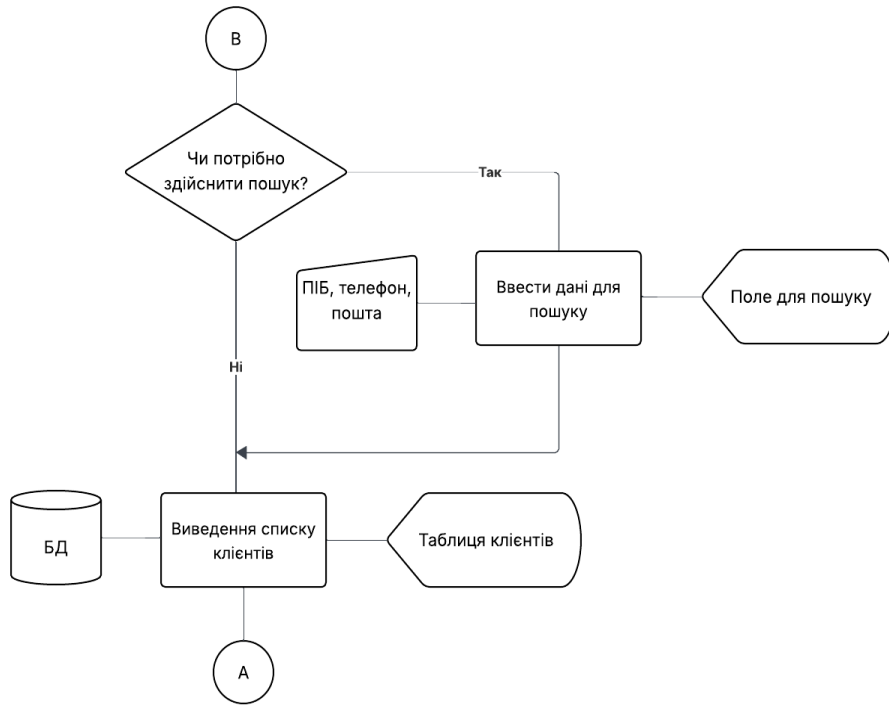 В
Чи потрібно
здійснити пошук?
Так
ПІБ, телефон,
пошта
Ввести дані для
пошуку
Поле для пошуку
Ні
БД
Виведення списку
клієнтів
Таблиця клієнтів
А